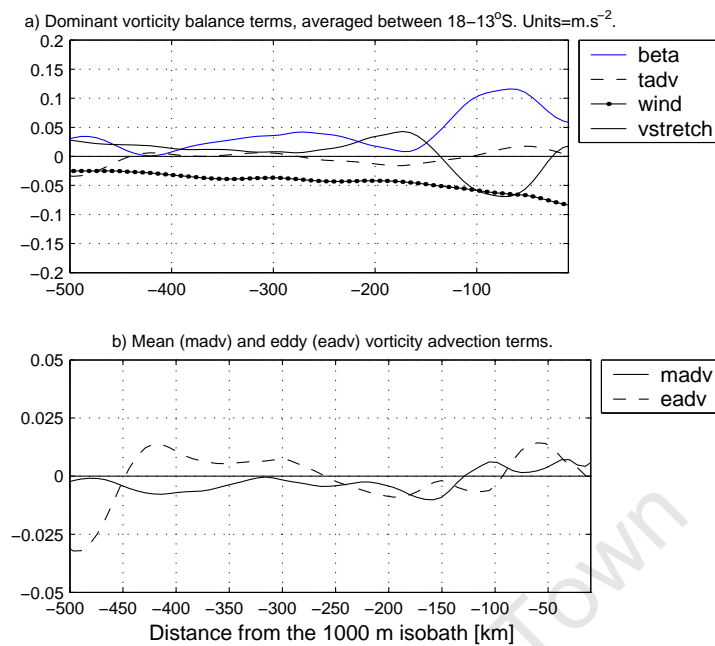 a) Dominant vorticity balance terms, averaged between 18−13°S. Units=m.s⁻².
0.2
0.15
0.1
0.05
0
−0.05
−0.1
−0.15
−0.2
−500 −400 −300 −200 −100
beta
tadv
wind
vstretch
b) Mean (madv) and eddy (eadv) vorticity advection terms.
0.05
0.025
0
−0.025
−0.05
−500 −450 −400 −350 −300 −250 −200 −150 −100 −50
Distance from the 1000 m isobath [km]
madv
eadv
Town